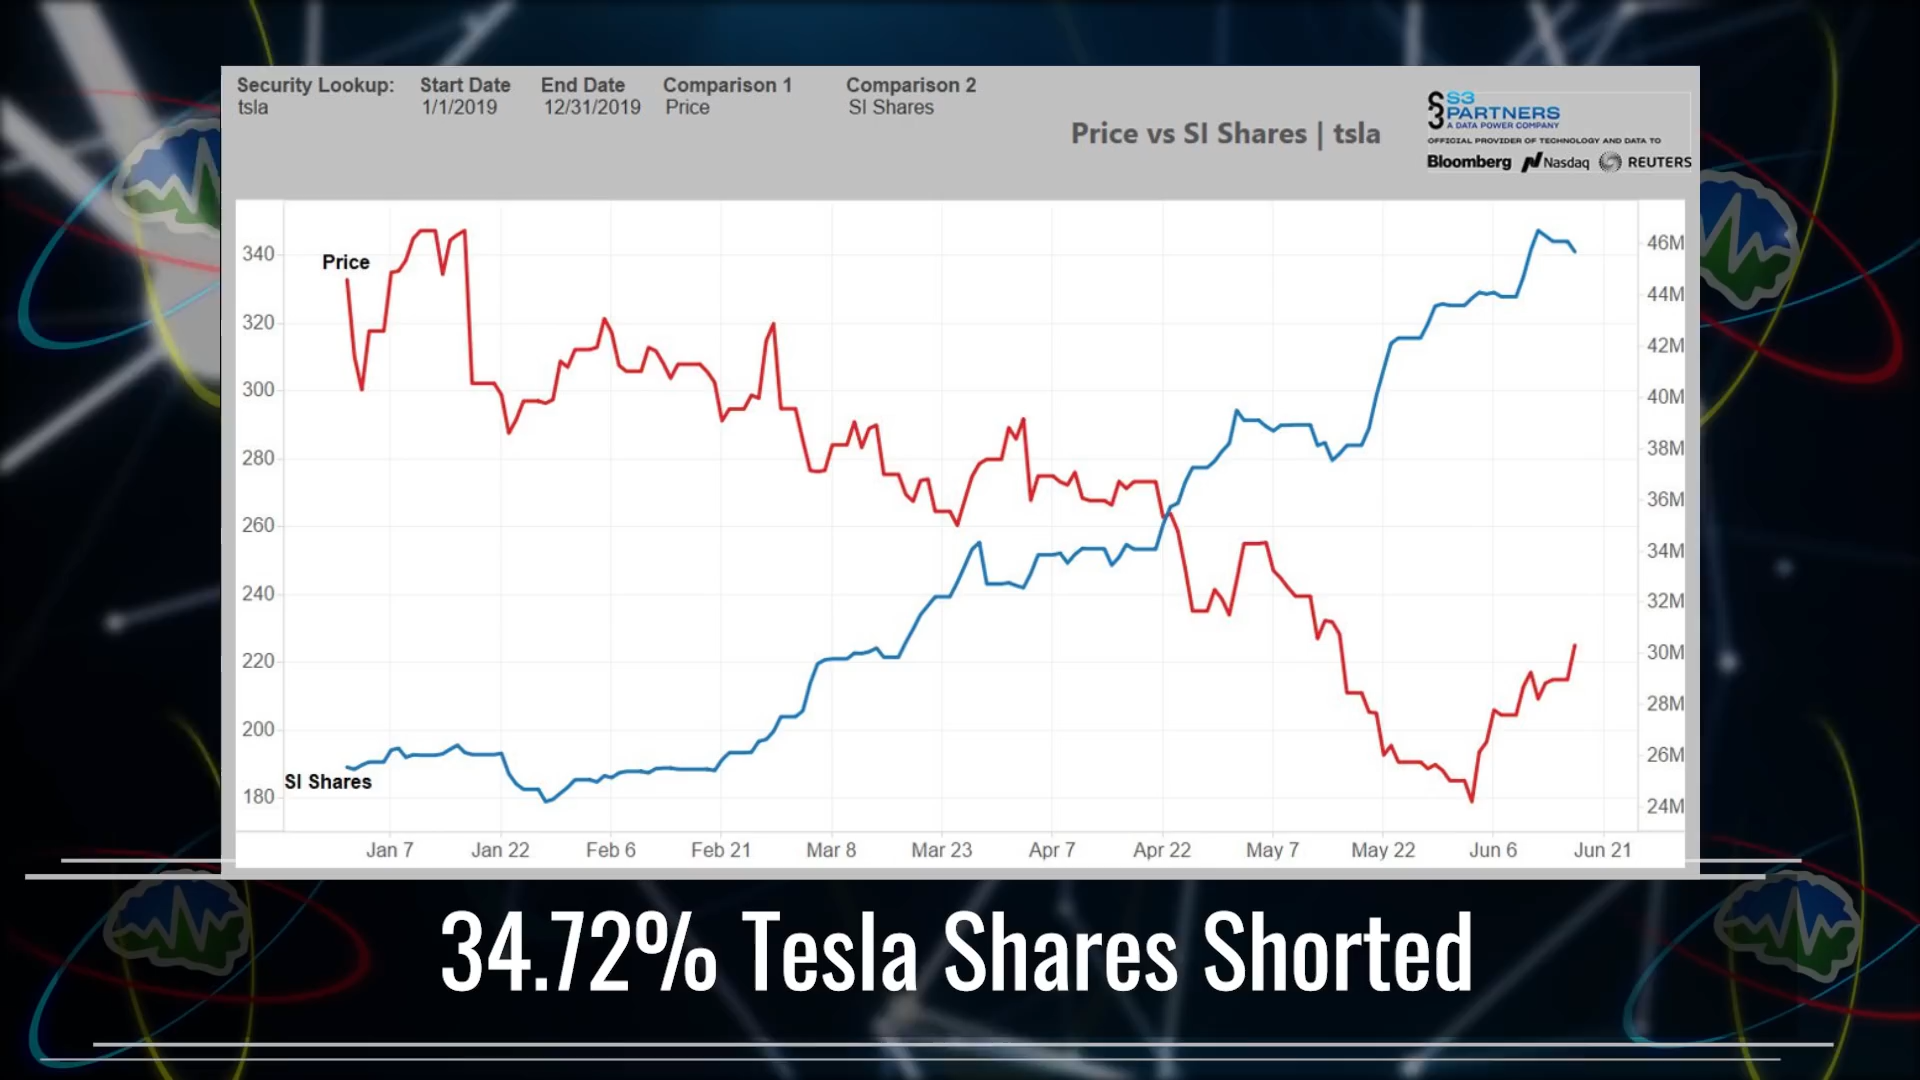 Security Lookup: Start Date End Date Comparison 1 Comparison 2
tsla 1/1/2019 12/31/2019 Price SI Shares
Price vs SI Shares | tsla
S3
PARTNERS
A DATA POWER COMPANY
OFFICIAL PROVIDER OF TECHNOLOGY AND DATA TO
Bloomberg Nasdaq REUTERS
Price
SI Shares
340
320
300
280
260
240
220
200
180
46M
44M
42M
40M
38M
36M
34M
32M
30M
28M
26M
24M
Jan 7 Jan 22 Feb 6 Feb 21 Mar 8 Mar 23 Apr 7 Apr 22 May 7 May 22 Jun 6 Jun 21
34.72% Tesla Shares Shorted